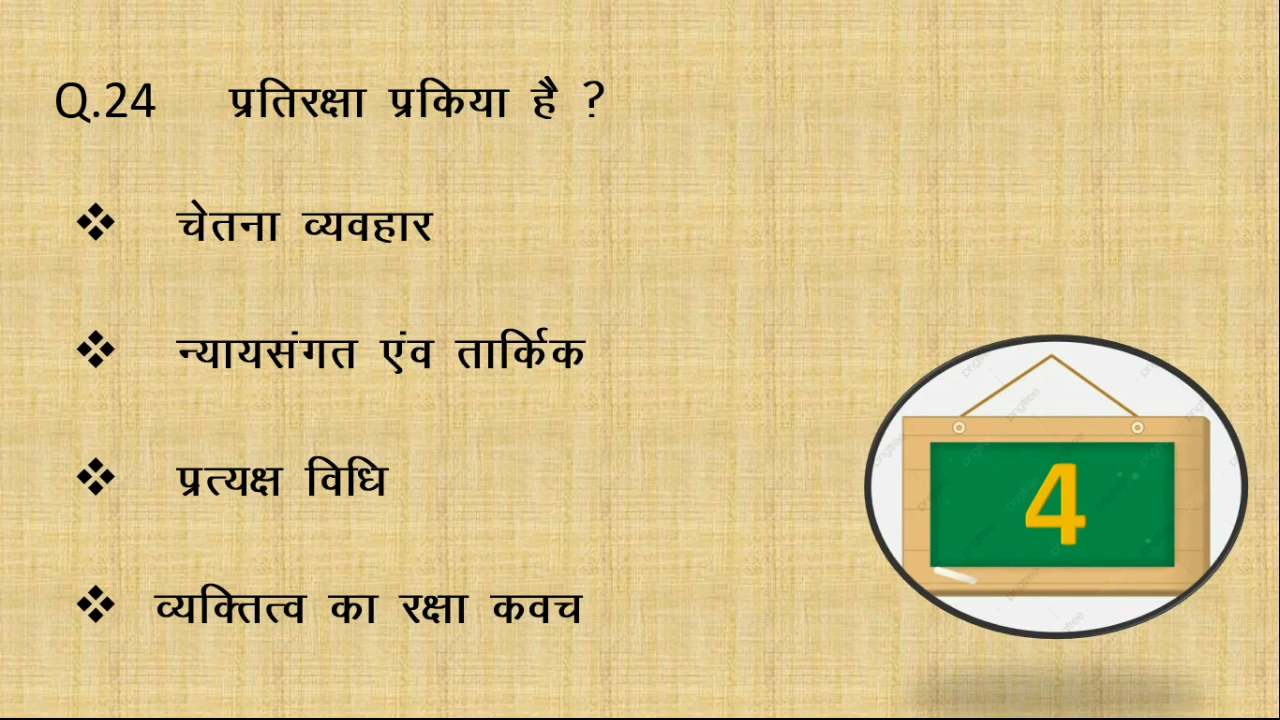 Q.24 प्रतिरक्षा प्रकिया है ?
❖ चेतना व्यवहार
❖ न्यायसंगत एंव तार्किक
❖ प्रत्यक्ष विधि
❖ व्यक्तित्व का रक्षा कवच
4